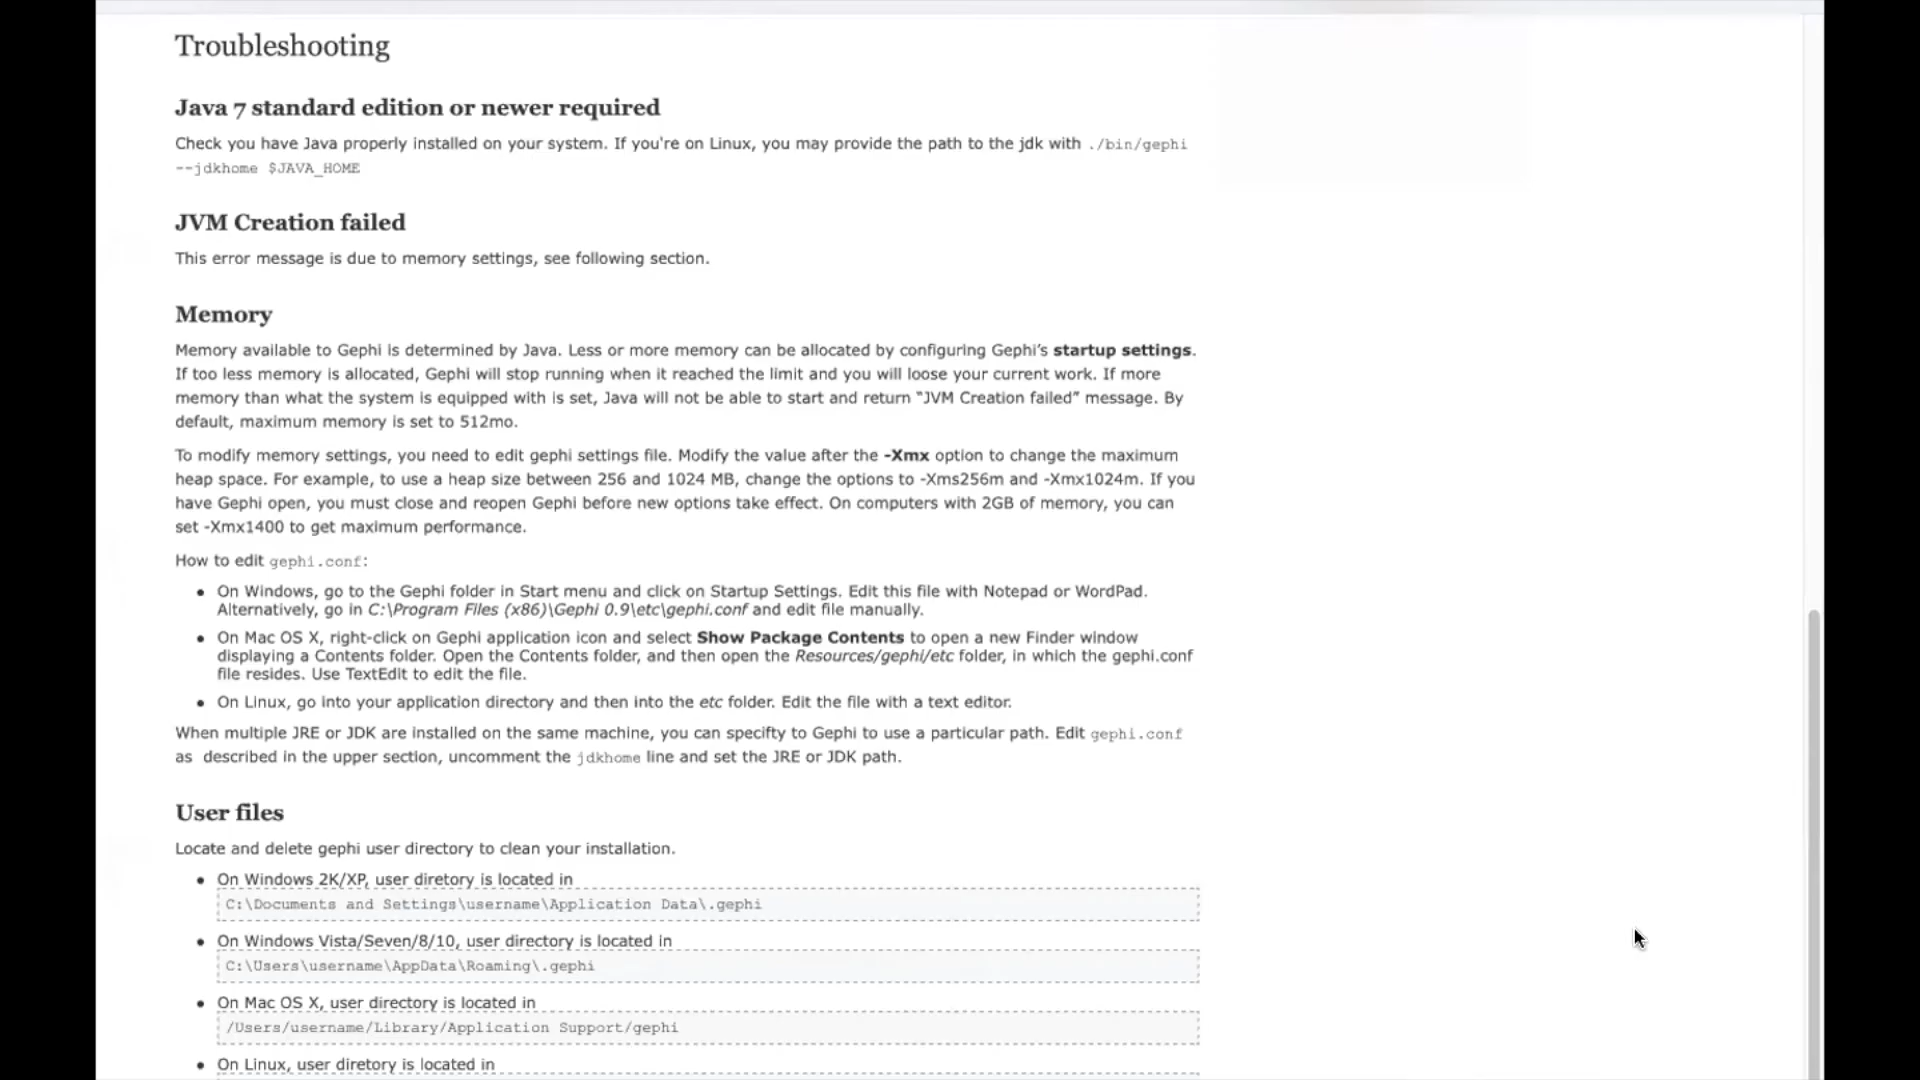 Troubleshooting
Java 7 standard edition or newer required
Check you have Java properly installed on your system. If you're on Linux, you may provide the path to the jdk with ./bin/gephi
--jdkhome $JAVA_HOME
JVM Creation failed
This error message is due to memory settings, see following section.
Memory
Memory available to Gephi is determined by Java. Less or more memory can be allocated by configuring Gephi’s startup settings.
If too less memory is allocated, Gephi will stop running when it reached the limit and you will loose your current work. If more
memory than what the system is equipped with is set, Java will not be able to start and return “JVM Creation failed” message. By
default, maximum memory is set to 512mo.
To modify memory settings, you need to edit gephi settings file. Modify the value after the -Xmx option to change the maximum
heap space. For example, to use a heap size between 256 and 1024 MB, change the options to -Xms256m and -Xmx1024m. If you
have Gephi open, you must close and reopen Gephi before new options take effect. On computers with 2GB of memory, you can
set -Xmx1400 to get maximum performance.
How to edit gephi.conf:
• On Windows, go to the Gephi folder in Start menu and click on Startup Settings. Edit this file with Notepad or WordPad.
Alternatively, go in C:\Program Files (x86)\Gephi 0.9\etc\gephi.conf and edit file manually.
• On Mac OS X, right-click on Gephi application icon and select Show Package Contents to open a new Finder window
displaying a Contents folder. Open the Contents folder, and then open the Resources/gephi/etc folder, in which the gephi.conf
file resides. Use TextEdit to edit the file.
• On Linux, go into your application directory and then into the etc folder. Edit the file with a text editor.
When multiple JRE or JDK are installed on the same machine, you can specifty to Gephi to use a particular path. Edit gephi.conf
as described in the upper section, uncomment the jdkhome line and set the JRE or JDK path.
User files
Locate and delete gephi user directory to clean your installation.
• On Windows 2K/XP, user diretory is located in
C:\Documents and Settings\username\Application Data\.gephi
• On Windows Vista/Seven/8/10, user directory is located in
C:\Users\username\AppData\Roaming\.gephi
• On Mac OS X, user directory is located in
/Users/username/Library/Application Support/gephi
• On Linux, user diretory is located in